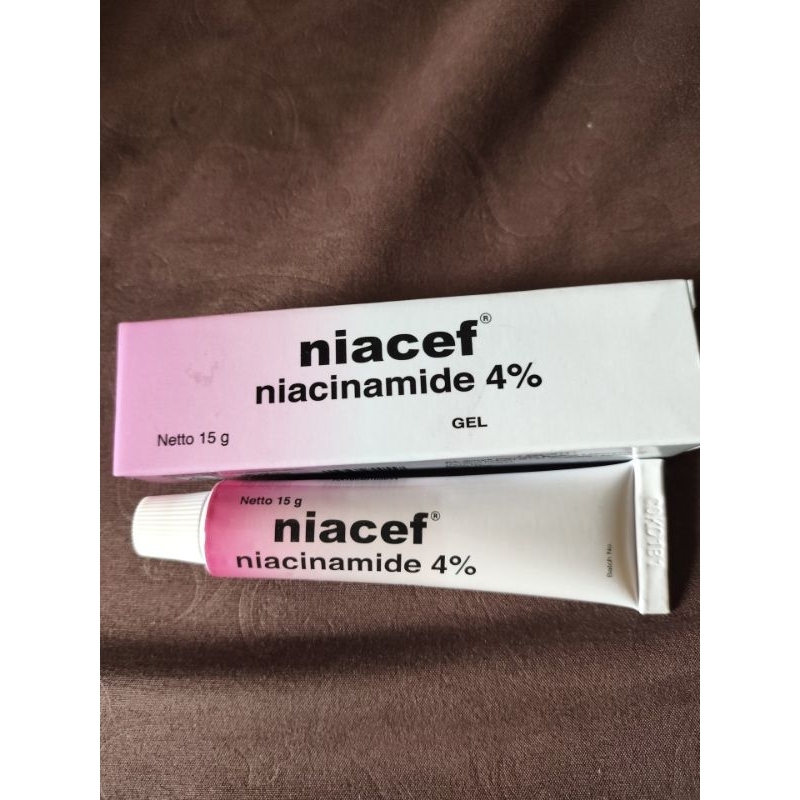 niacef®
niacinamide 4%
GEL
Netto 15 g
Netto 15 g
niacef®
niacinamide 4%
Batch No.